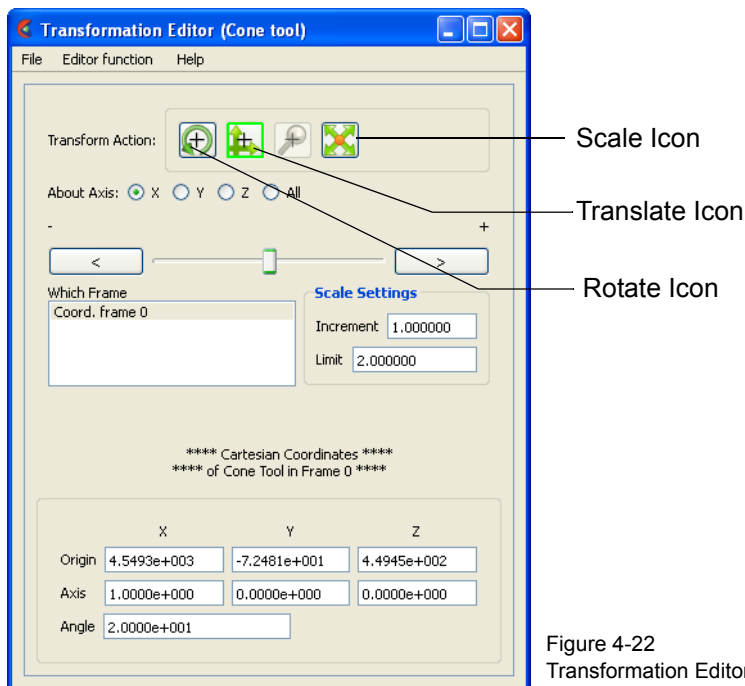 Transformation Editor (Cone tool)
File Editor function Help
Transform Action:
Scale Icon
About Axis: X Y Z All
Translate Icon
- +
< >
Rotate Icon
Which Frame
Scale Settings
Coord. frame 0
Increment 1.000000
Limit 2.000000
**** Cartesian Coordinates ****
**** of Cone Tool in Frame 0 ****
X Y Z
Origin 4.5493e+003 -7.2481e+001 4.4945e+002
Axis 1.0000e+000 0.0000e+000 0.0000e+000
Angle 2.0000e+001
Figure 4-22
Transformation Editor